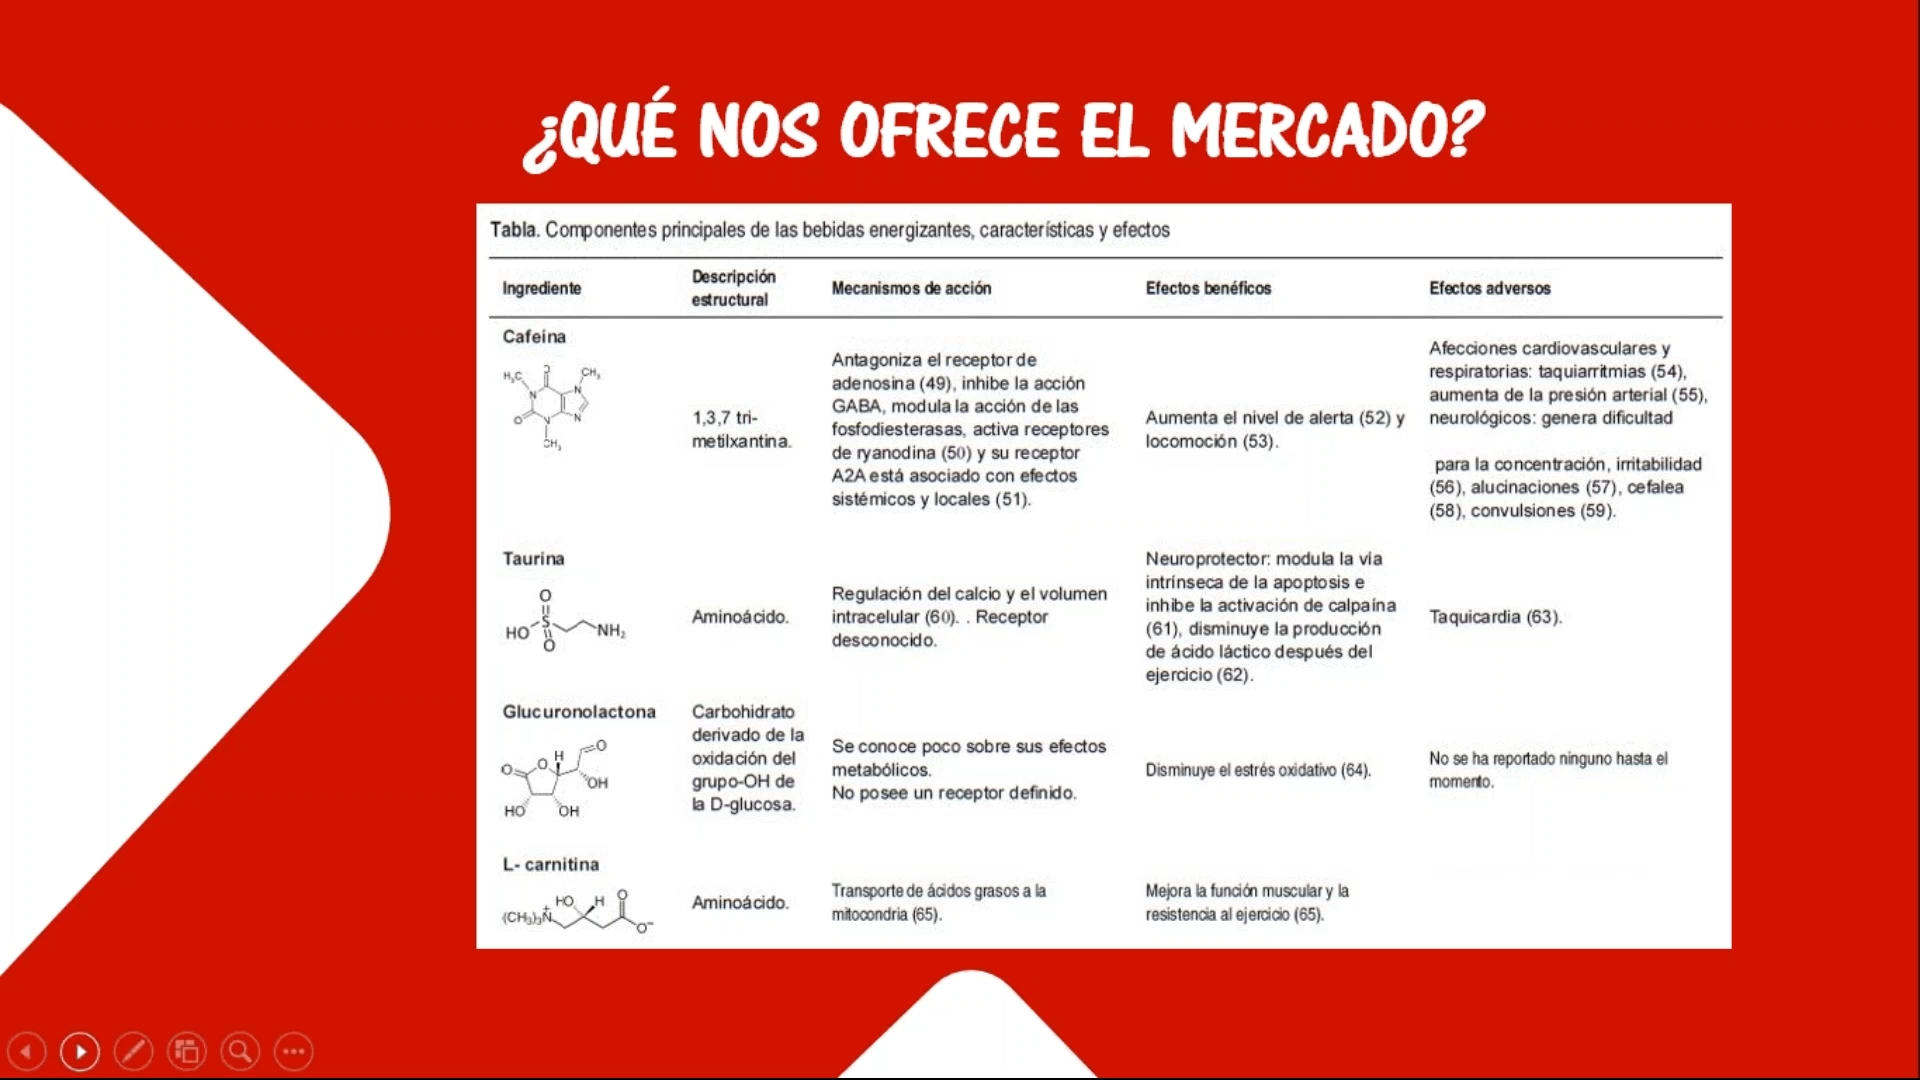 ¿QUÉ NOS OFRECE EL MERCADO?
Tabla. Componentes principales de las bebidas energizantes, características y efectos
Ingrediente
Descripción
estructural
Mecanismos de acción
Efectos benéficos
Efectos adversos
Cafeína
H₃C
O
CH₃
N
N
O
N
N
CH₃
1,3,7 tri-
metilxantina.
Antagoniza el receptor de
adenosina (49), inhibe la acción
GABA, modula la acción de las
fosfodiesterasas, activa receptores
de ryanodina (50) y su receptor
A2A está asociado con efectos
sistémicos y locales (51).
Aumenta el nivel de alerta (52) y
locomoción (53).
Afecciones cardiovasculares y
respiratorias: taquiarritmias (54),
aumenta de la presión arterial (55),
neurológicos: genera dificultad
para la concentración, irritabilidad
(56), alucinaciones (57), cefalea
(58), convulsiones (59).
Taurina
O
HO
S
NH₂
O
Aminoácido.
Regulación del calcio y el volumen
intracelular (60). . Receptor
desconocido.
Neuroprotector: modula la vía
intrínseca de la apoptosis e
inhibe la activación de calpaína
(61), disminuye la producción
de ácido láctico después del
ejercicio (62).
Taquicardia (63).
Glucuronolactona
O
H
O
O
OH
HO
OH
Carbohidrato
derivado de la
oxidación del
grupo-OH de
la D-glucosa.
Se conoce poco sobre sus efectos
metabólicos.
No posee un receptor definido.
Disminuye el estrés oxidativo (64).
No se ha reportado ninguno hasta el
momento.
L- carnitina
HO
H
O
(CH₃)₃N⁺
O⁻
Aminoácido.
Transporte de ácidos grasos a la
mitocondria (65).
Mejora la función muscular y la
resistencia al ejercicio (65).